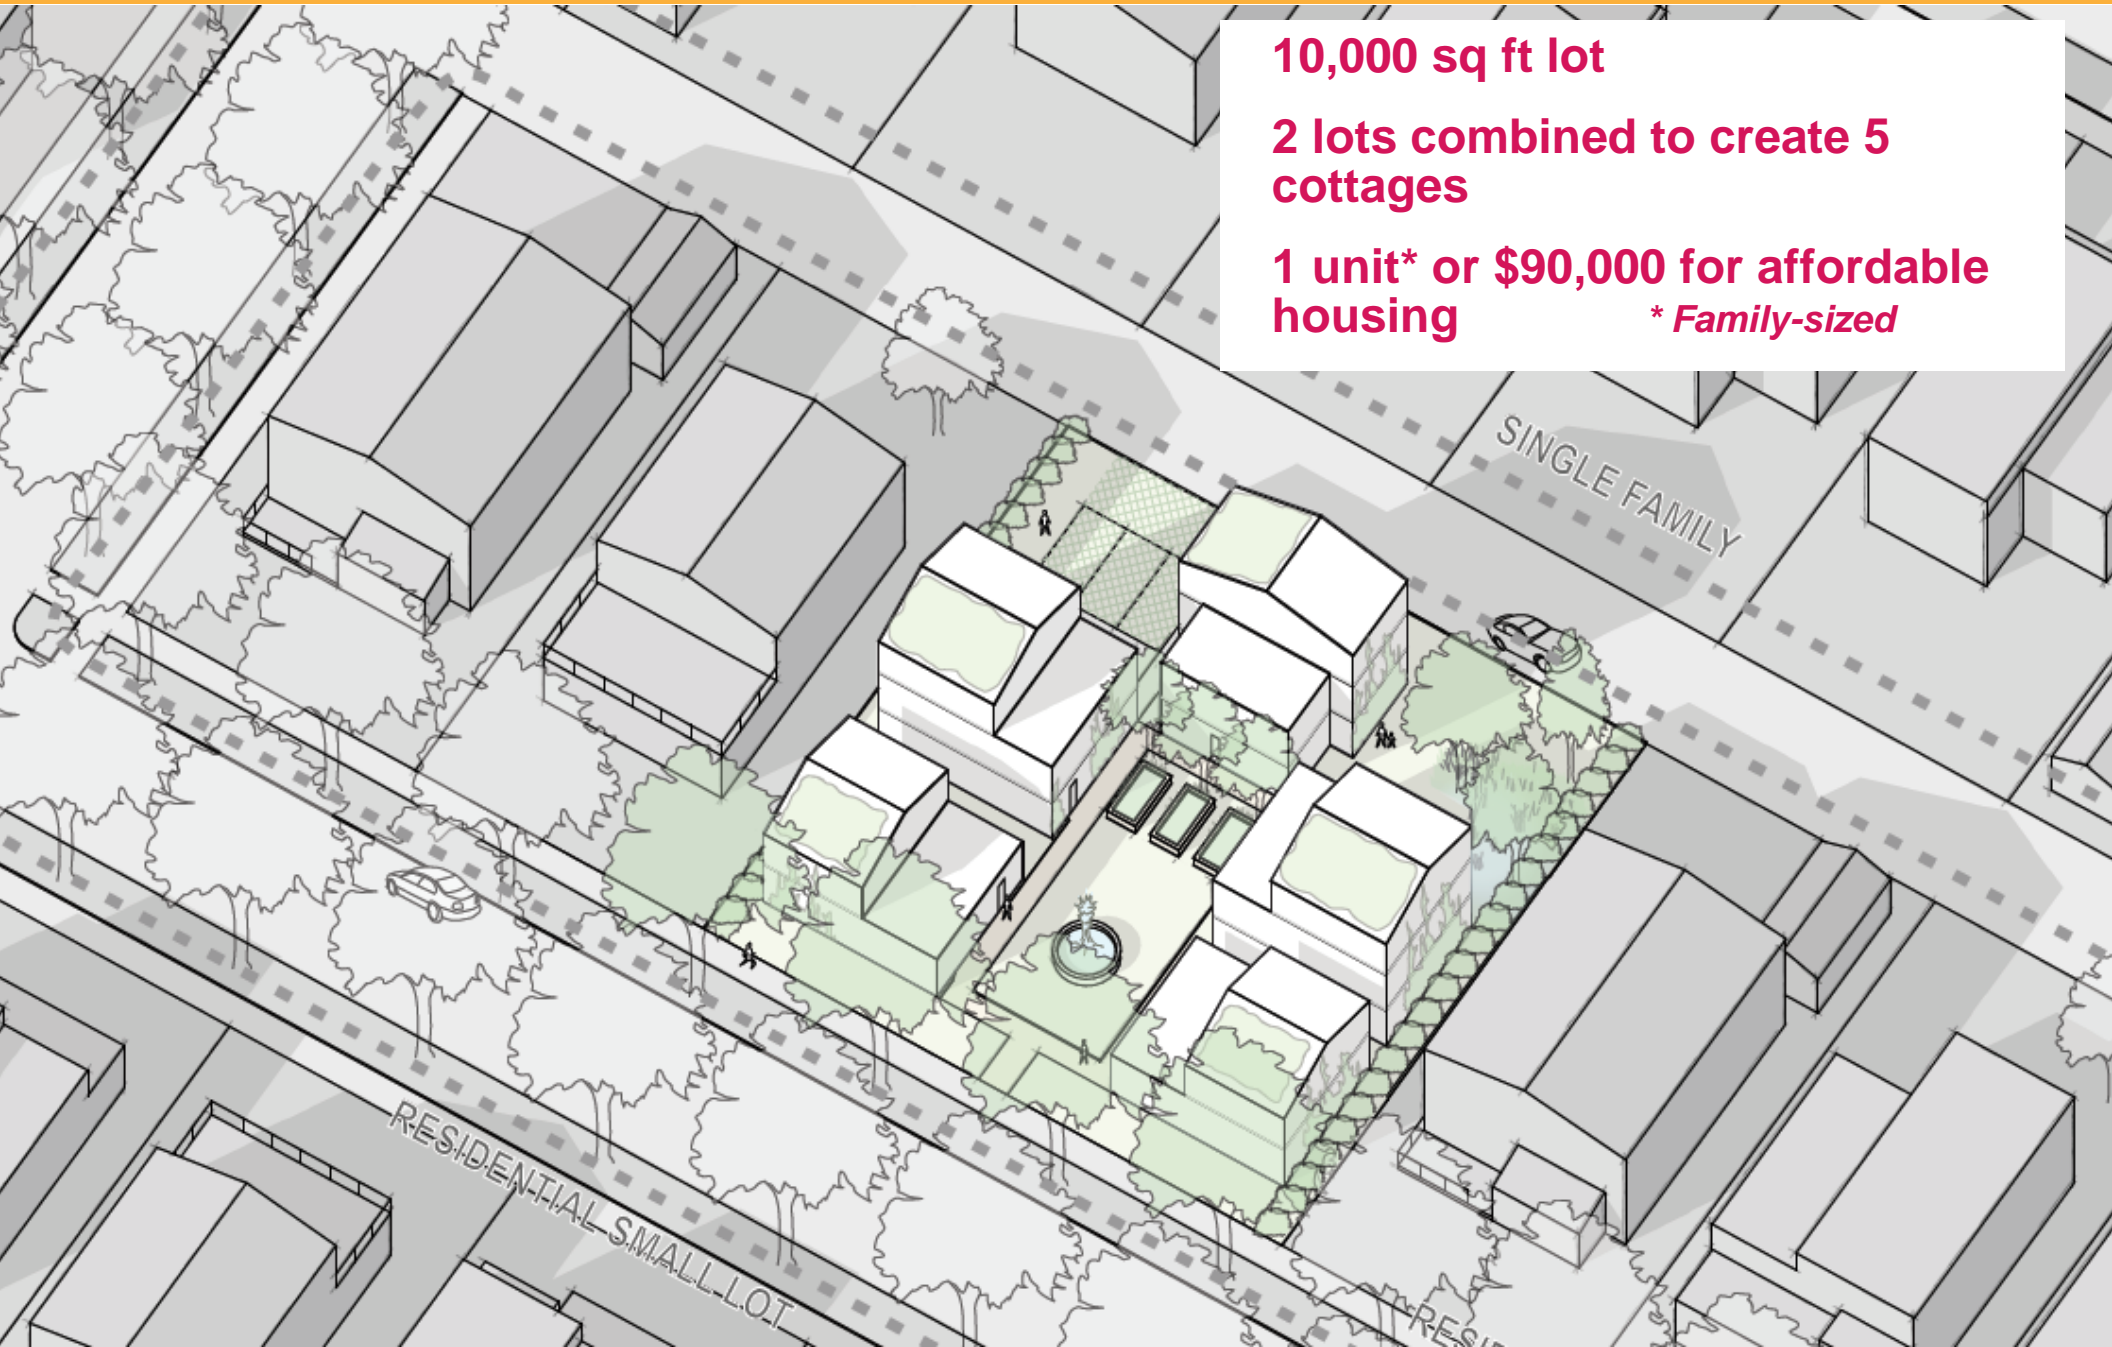 10,000 sq ft lot
2 lots combined to create 5
cottages
1 unit* or $90,000 for affordable
housing * Family-sized
SINGLE FAMILY
RESIDENTIAL SMALL LOT